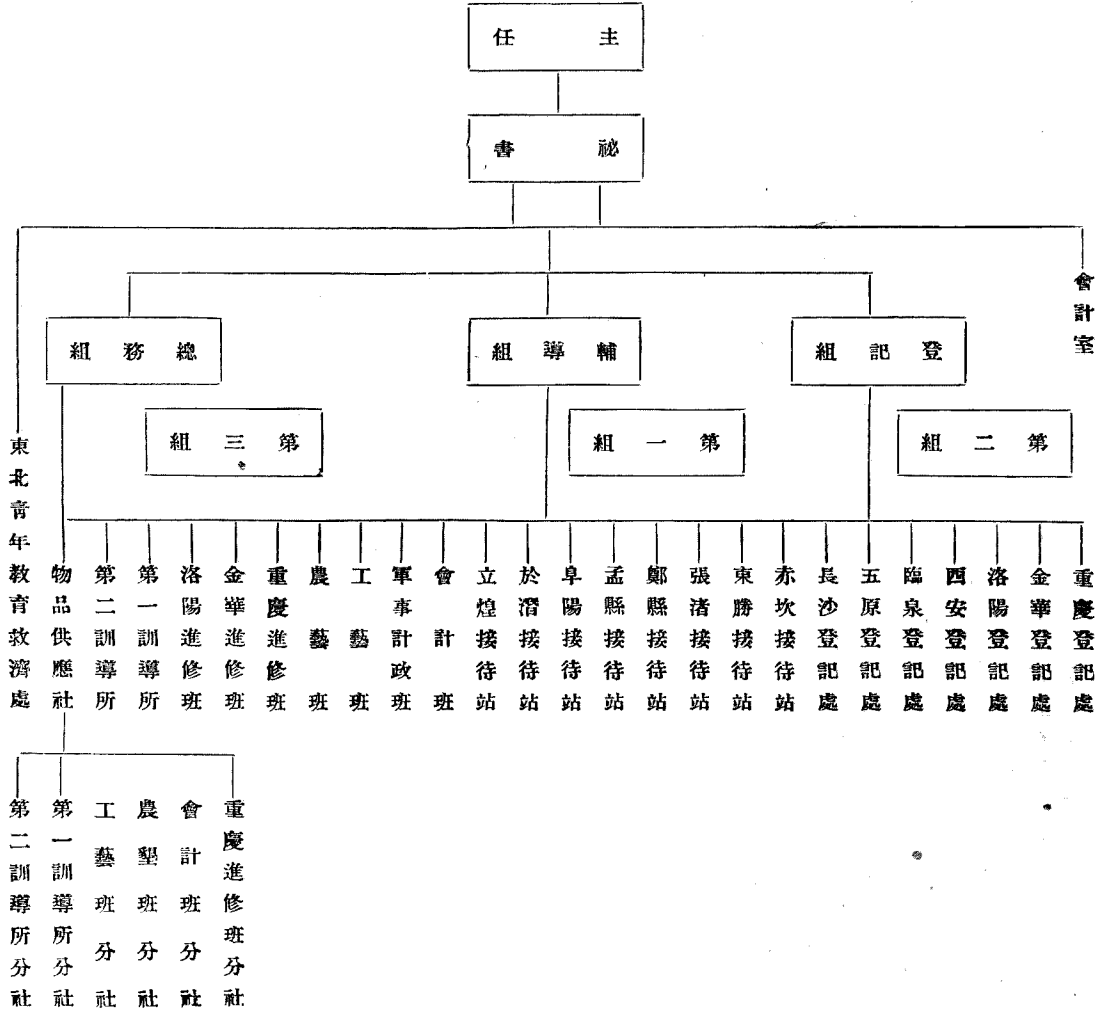 主任
祕書
會計室
登記組
輔導組
總務組
第二組
第一組
第三組
重慶登記處
金華登記處
洛陽登記處
西安登記處
臨泉登記處
五原登記處
長沙登記處
赤坎接待站
東勝接待站
張渚接待站
鄭縣接待站
孟縣接待站
阜陽接待站
於潛接待站
立煌接待站
會計班
軍事計政班
工藝班
農藝班
重慶進修班
金華進修班
洛陽進修班
第一訓導所
第二訓導所
物品供應社
東北青年教育救濟處
重慶進修班分社
會計班分社
農墾班分社
工藝班分社
第一訓導所分社
第二訓導所分社